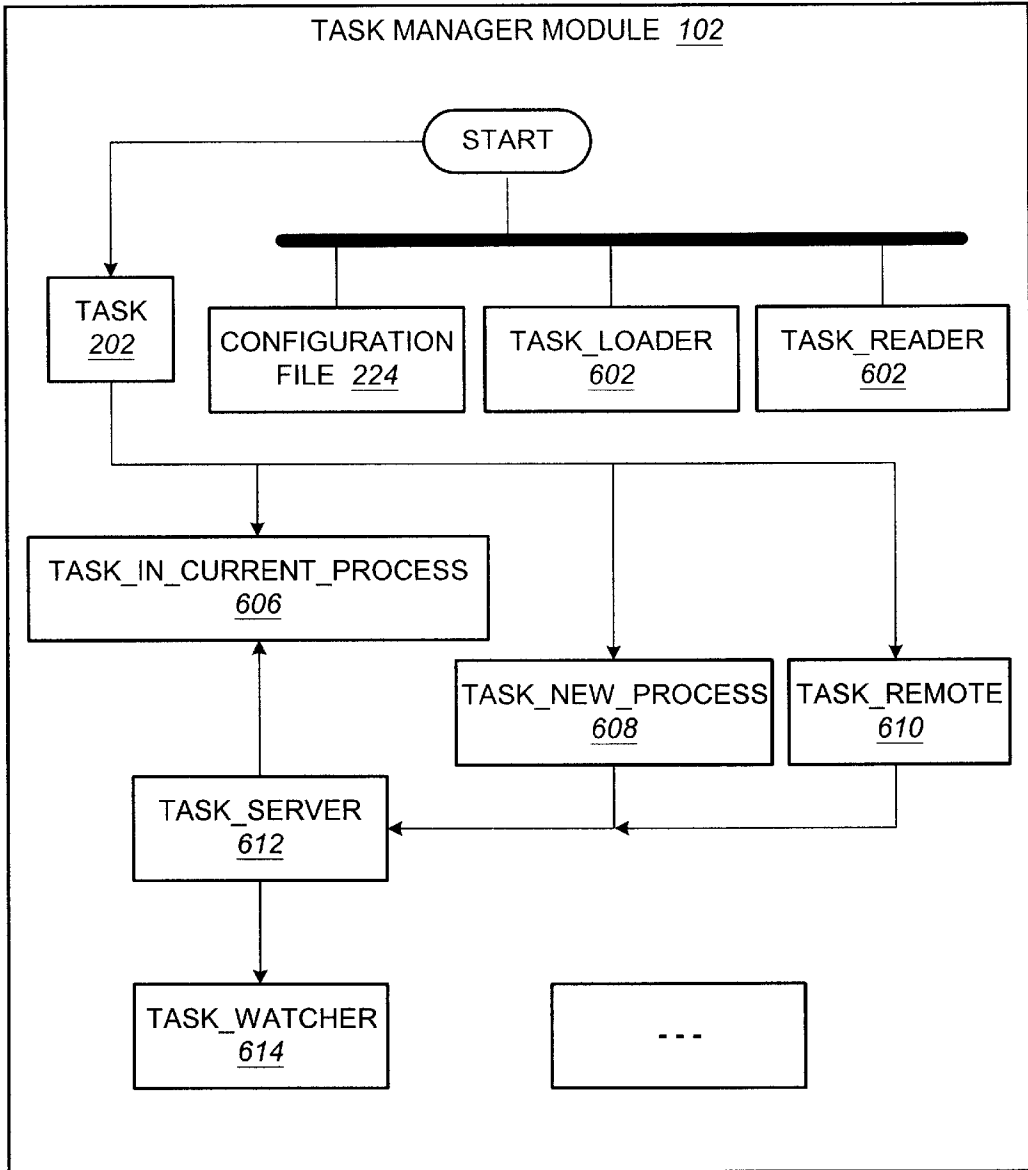 TASK MANAGER MODULE 102
START
TASK
202
CONFIGURATION
FILE 224
TASK_LOADER
602
TASK_READER
602
TASK_IN_CURRENT_PROCESS
606
TASK_NEW_PROCESS
608
TASK_REMOTE
610
TASK_SERVER
612
TASK_WATCHER
614
---